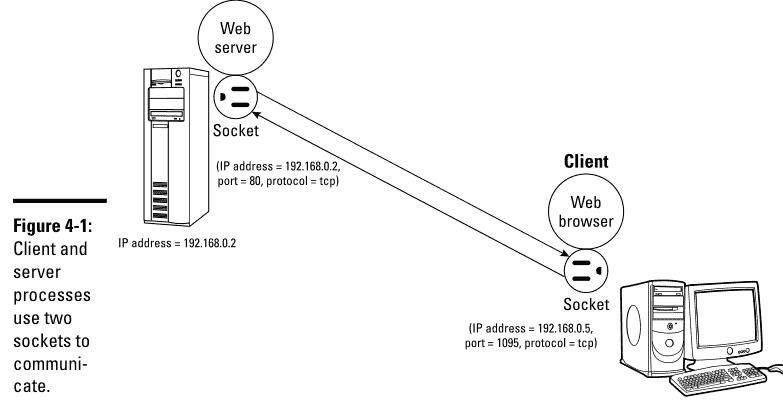 Web
server
Socket
(IP address = 192.168.0.2,
port = 80, protocol = tcp)
IP address = 192.168.0.2
Client
Web
browser
Socket
(IP address = 192.168.0.5,
port = 1095, protocol = tcp)
Figure 4-1:
Client and
server
processes
use two
sockets to
communi-
cate.